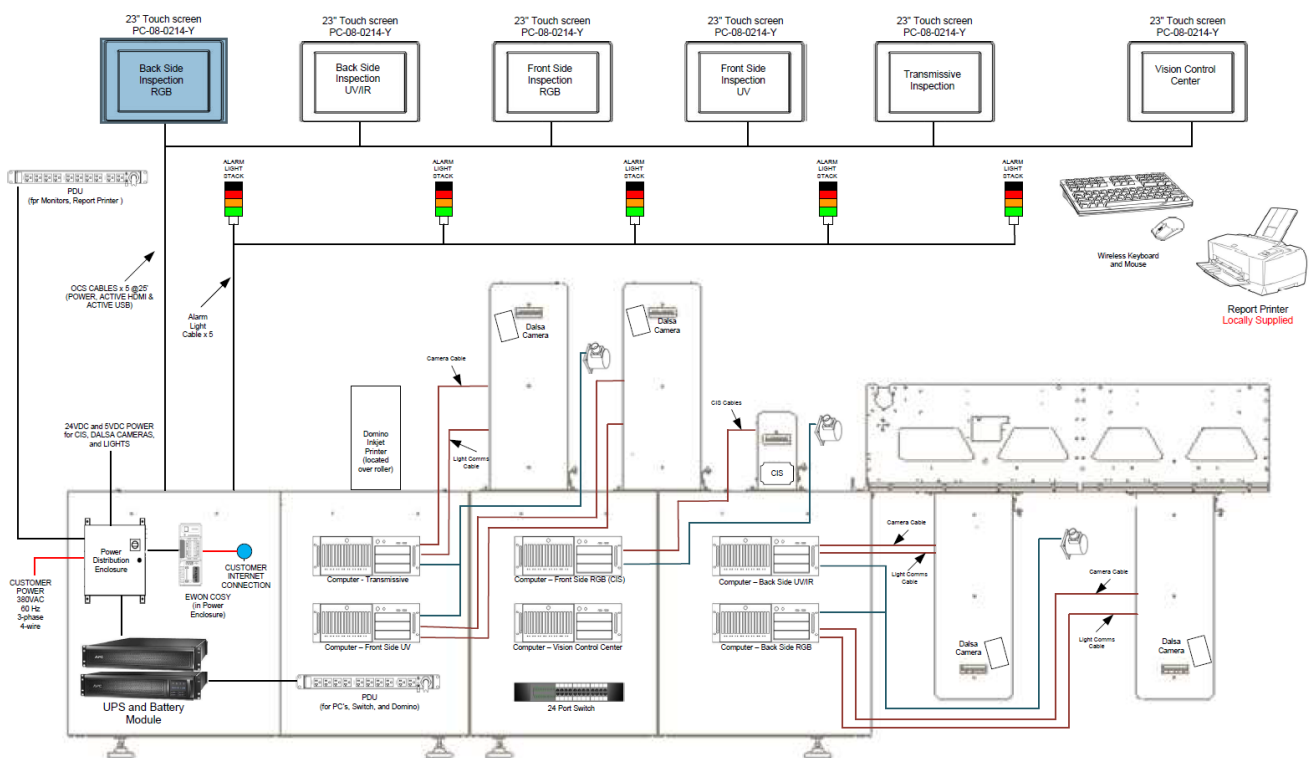 23" Touch screen
PC-08-0214-Y
23" Touch screen
PC-08-0214-Y
23" Touch screen
PC-08-0214-Y
23" Touch screen
PC-08-0214-Y
23" Touch screen
PC-08-0214-Y
23" Touch screen
PC-08-0214-Y
Back Side
Inspection
RGB
Back Side
Inspection
UV/IR
Front Side
Inspection
RGB
Front Side
Inspection
UV
Transmissive
Inspection
Vision Control
Center
ALARM
LIGHT
STACK
ALARM
LIGHT
STACK
ALARM
LIGHT
STACK
ALARM
LIGHT
STACK
ALARM
LIGHT
STACK
PDU
(for Monitors, Report Printer )
Wireless Keyboard
and Mouse
Report Printer
Locally Supplied
OCS CABLES x 5 @25'
(POWER, ACTIVE HDMI &
ACTIVE USB)
Alarm
Light
Cable x 5
Dalsa
Camera
Dalsa
Camera
Camera Cable
CIS Cables
24VDC and 5VDC POWER
for CIS, DALSA CAMERAS,
and LIGHTS
Domino
Inkjet
Printer
(located
over roller)
Light Comms
Cable
CIS
Power
Distribution
Enclosure
CUSTOMER
INTERNET
CONNECTION
EWON COSY
(in Power
Enclosure)
CUSTOMER
POWER
380VAC
60 Hz
3-phase
4-wire
Computer - Transmissive
Computer – Front Side RGB (CIS)
Computer – Back Side UV/IR
Camera Cable
Light Comms
Cable
Camera Cable
Light Comms
Cable
Computer – Front Side UV
Computer – Vision Control Center
Computer – Back Side RGB
Dalsa
Camera
Dalsa
Camera
APC
APC
UPS and Battery
Module
PDU
(for PC's, Switch, and Domino)
24 Port Switch